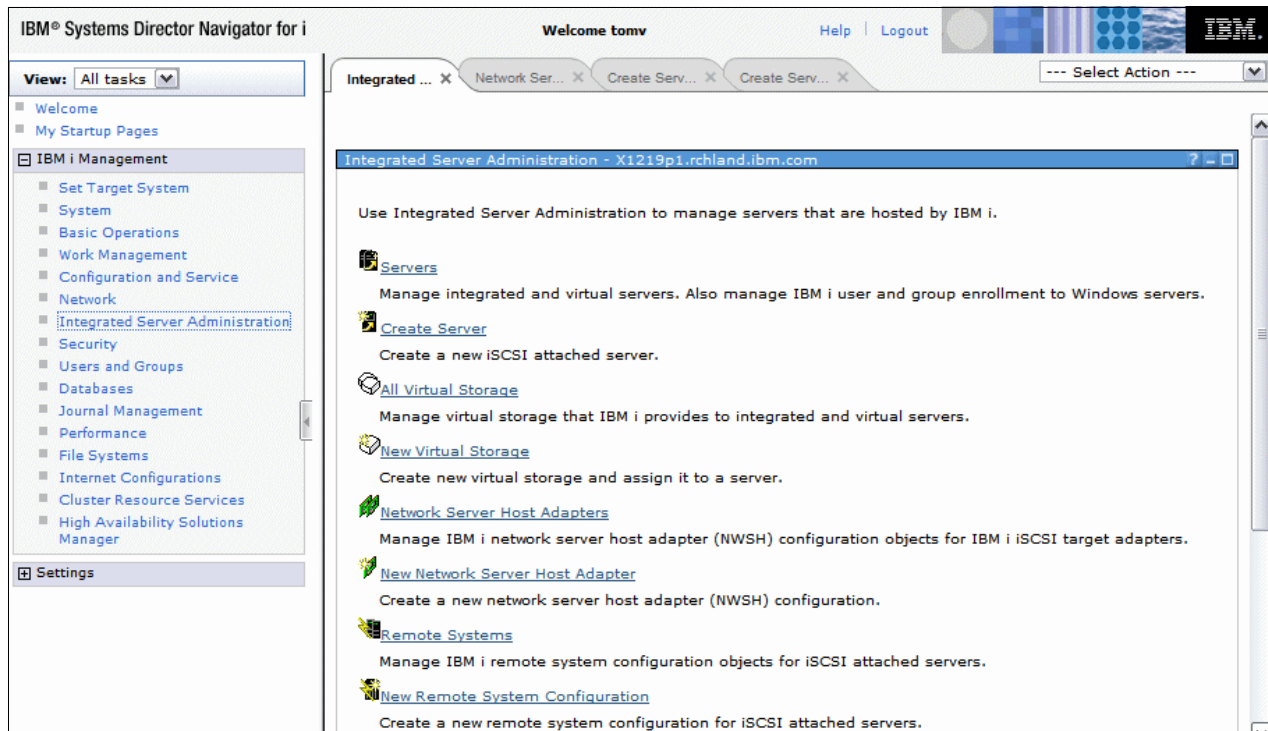 IBM® Systems Director Navigator for i
Welcome tomv
Help
Logout
IBM.
View: All tasks
Welcome
My Startup Pages
IBM i Management
Set Target System
System
Basic Operations
Work Management
Configuration and Service
Network
Integrated Server Administration
Security
Users and Groups
Databases
Journal Management
Performance
File Systems
Internet Configurations
Cluster Resource Services
High Availability Solutions
Manager
Settings
Integrated ... X
Network Ser... X
Create Serv... X
Create Serv... X
--- Select Action ---
Integrated Server Administration - X1219p1.rchland.ibm.com
Use Integrated Server Administration to manage servers that are hosted by IBM i.
Servers
Manage integrated and virtual servers. Also manage IBM i user and group enrollment to Windows servers.
Create Server
Create a new iSCSI attached server.
All Virtual Storage
Manage virtual storage that IBM i provides to integrated and virtual servers.
New Virtual Storage
Create new virtual storage and assign it to a server.
Network Server Host Adapters
Manage IBM i network server host adapter (NWSH) configuration objects for IBM i iSCSI target adapters.
New Network Server Host Adapter
Create a new network server host adapter (NWSH) configuration.
Remote Systems
Manage IBM i remote system configuration objects for iSCSI attached servers.
New Remote System Configuration
Create a new remote system configuration for iSCSI attached servers.